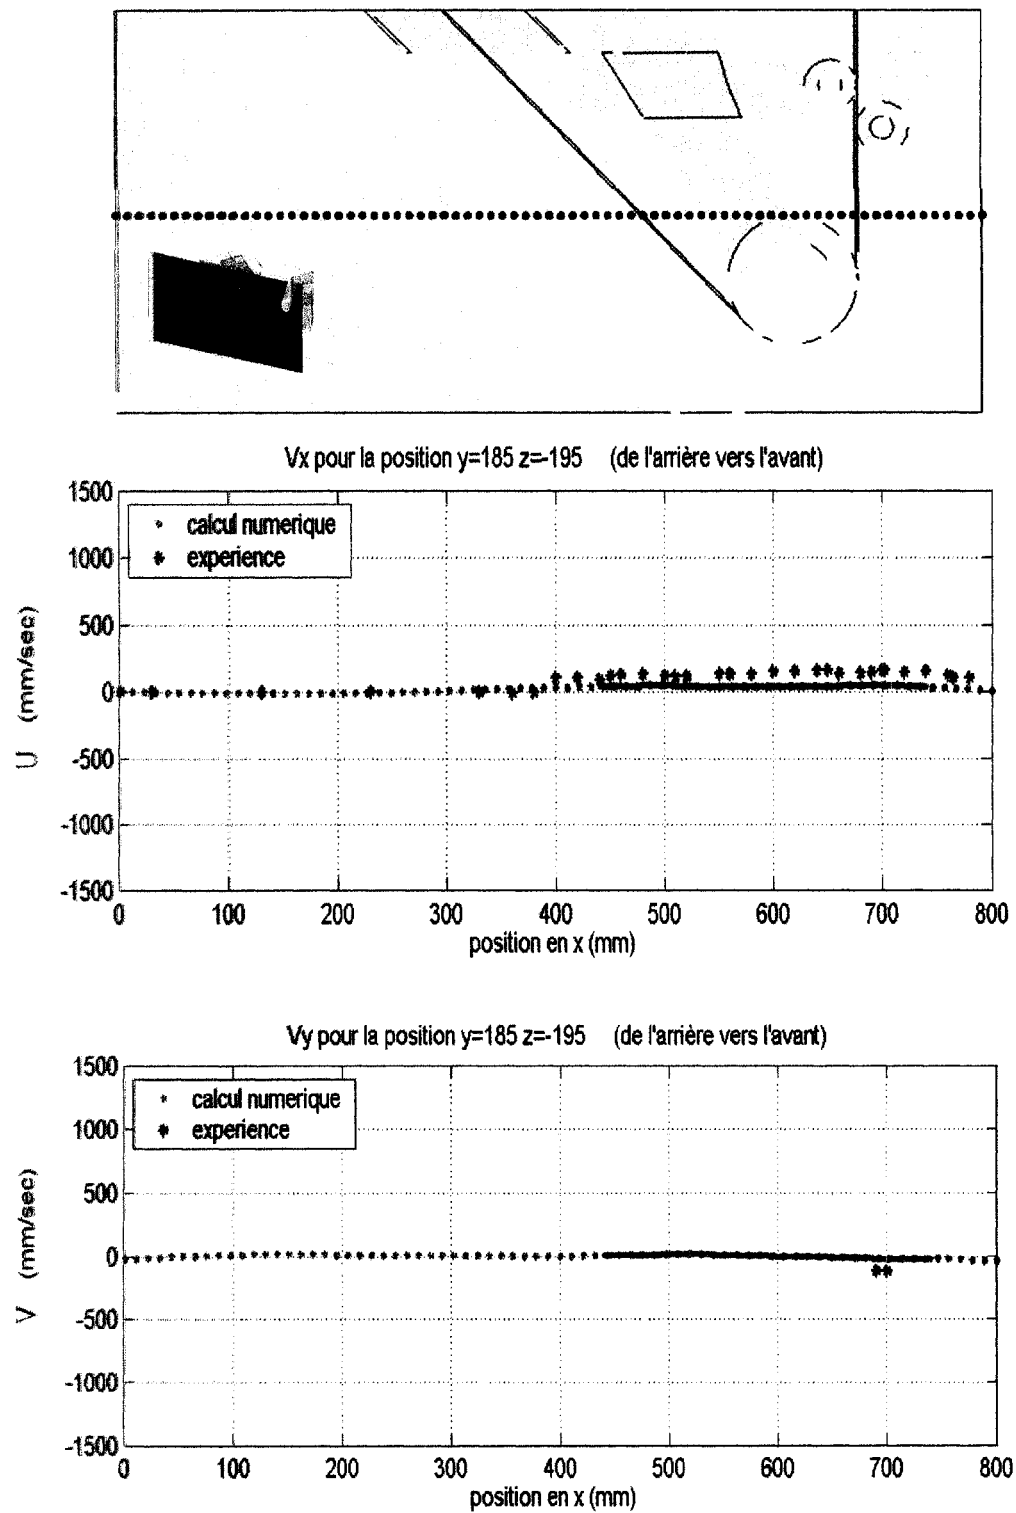 Vx pour la position y=185 z=-195 (de l'arrière vers l'avant)
1500
calcul numerique
experience
1000
500
0
-500
-1000
-1500
U (mm/sec)
0 100 200 300 400 500 600 700 800
position en x (mm)
Vy pour la position y=185 z=-195 (de l'arrière vers l'avant)
1500
calcul numerique
experience
1000
500
0
-500
-1000
-1500
V (mm/sec)
0 100 200 300 400 500 600 700 800
position en x (mm)